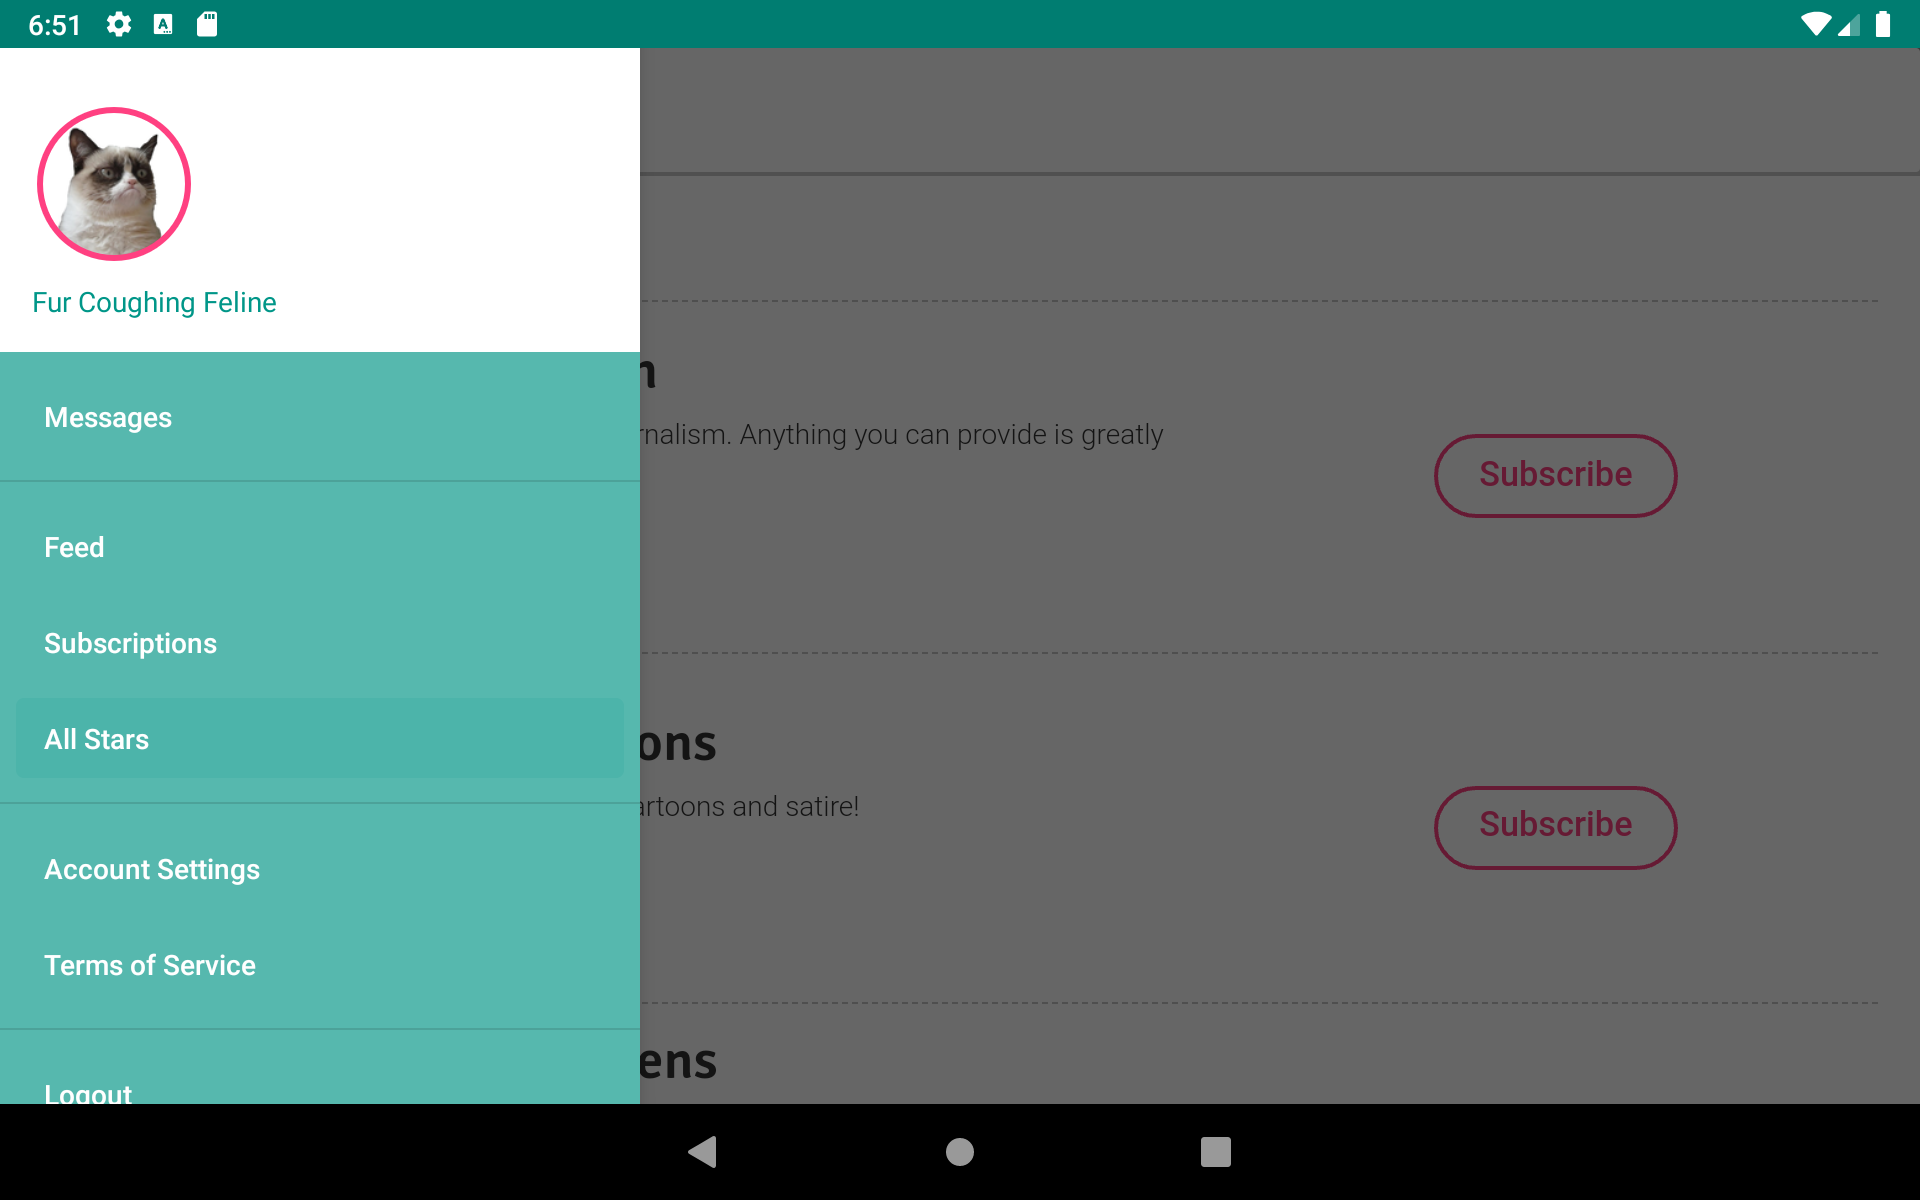 6:51
Fur Coughing Feline
Messages
Feed
Subscriptions
All Stars
Account Settings
Terms of Service
Logout
n
rnalism. Anything you can provide is greatly
Subscribe
ons
artoons and satire!
Subscribe
ens